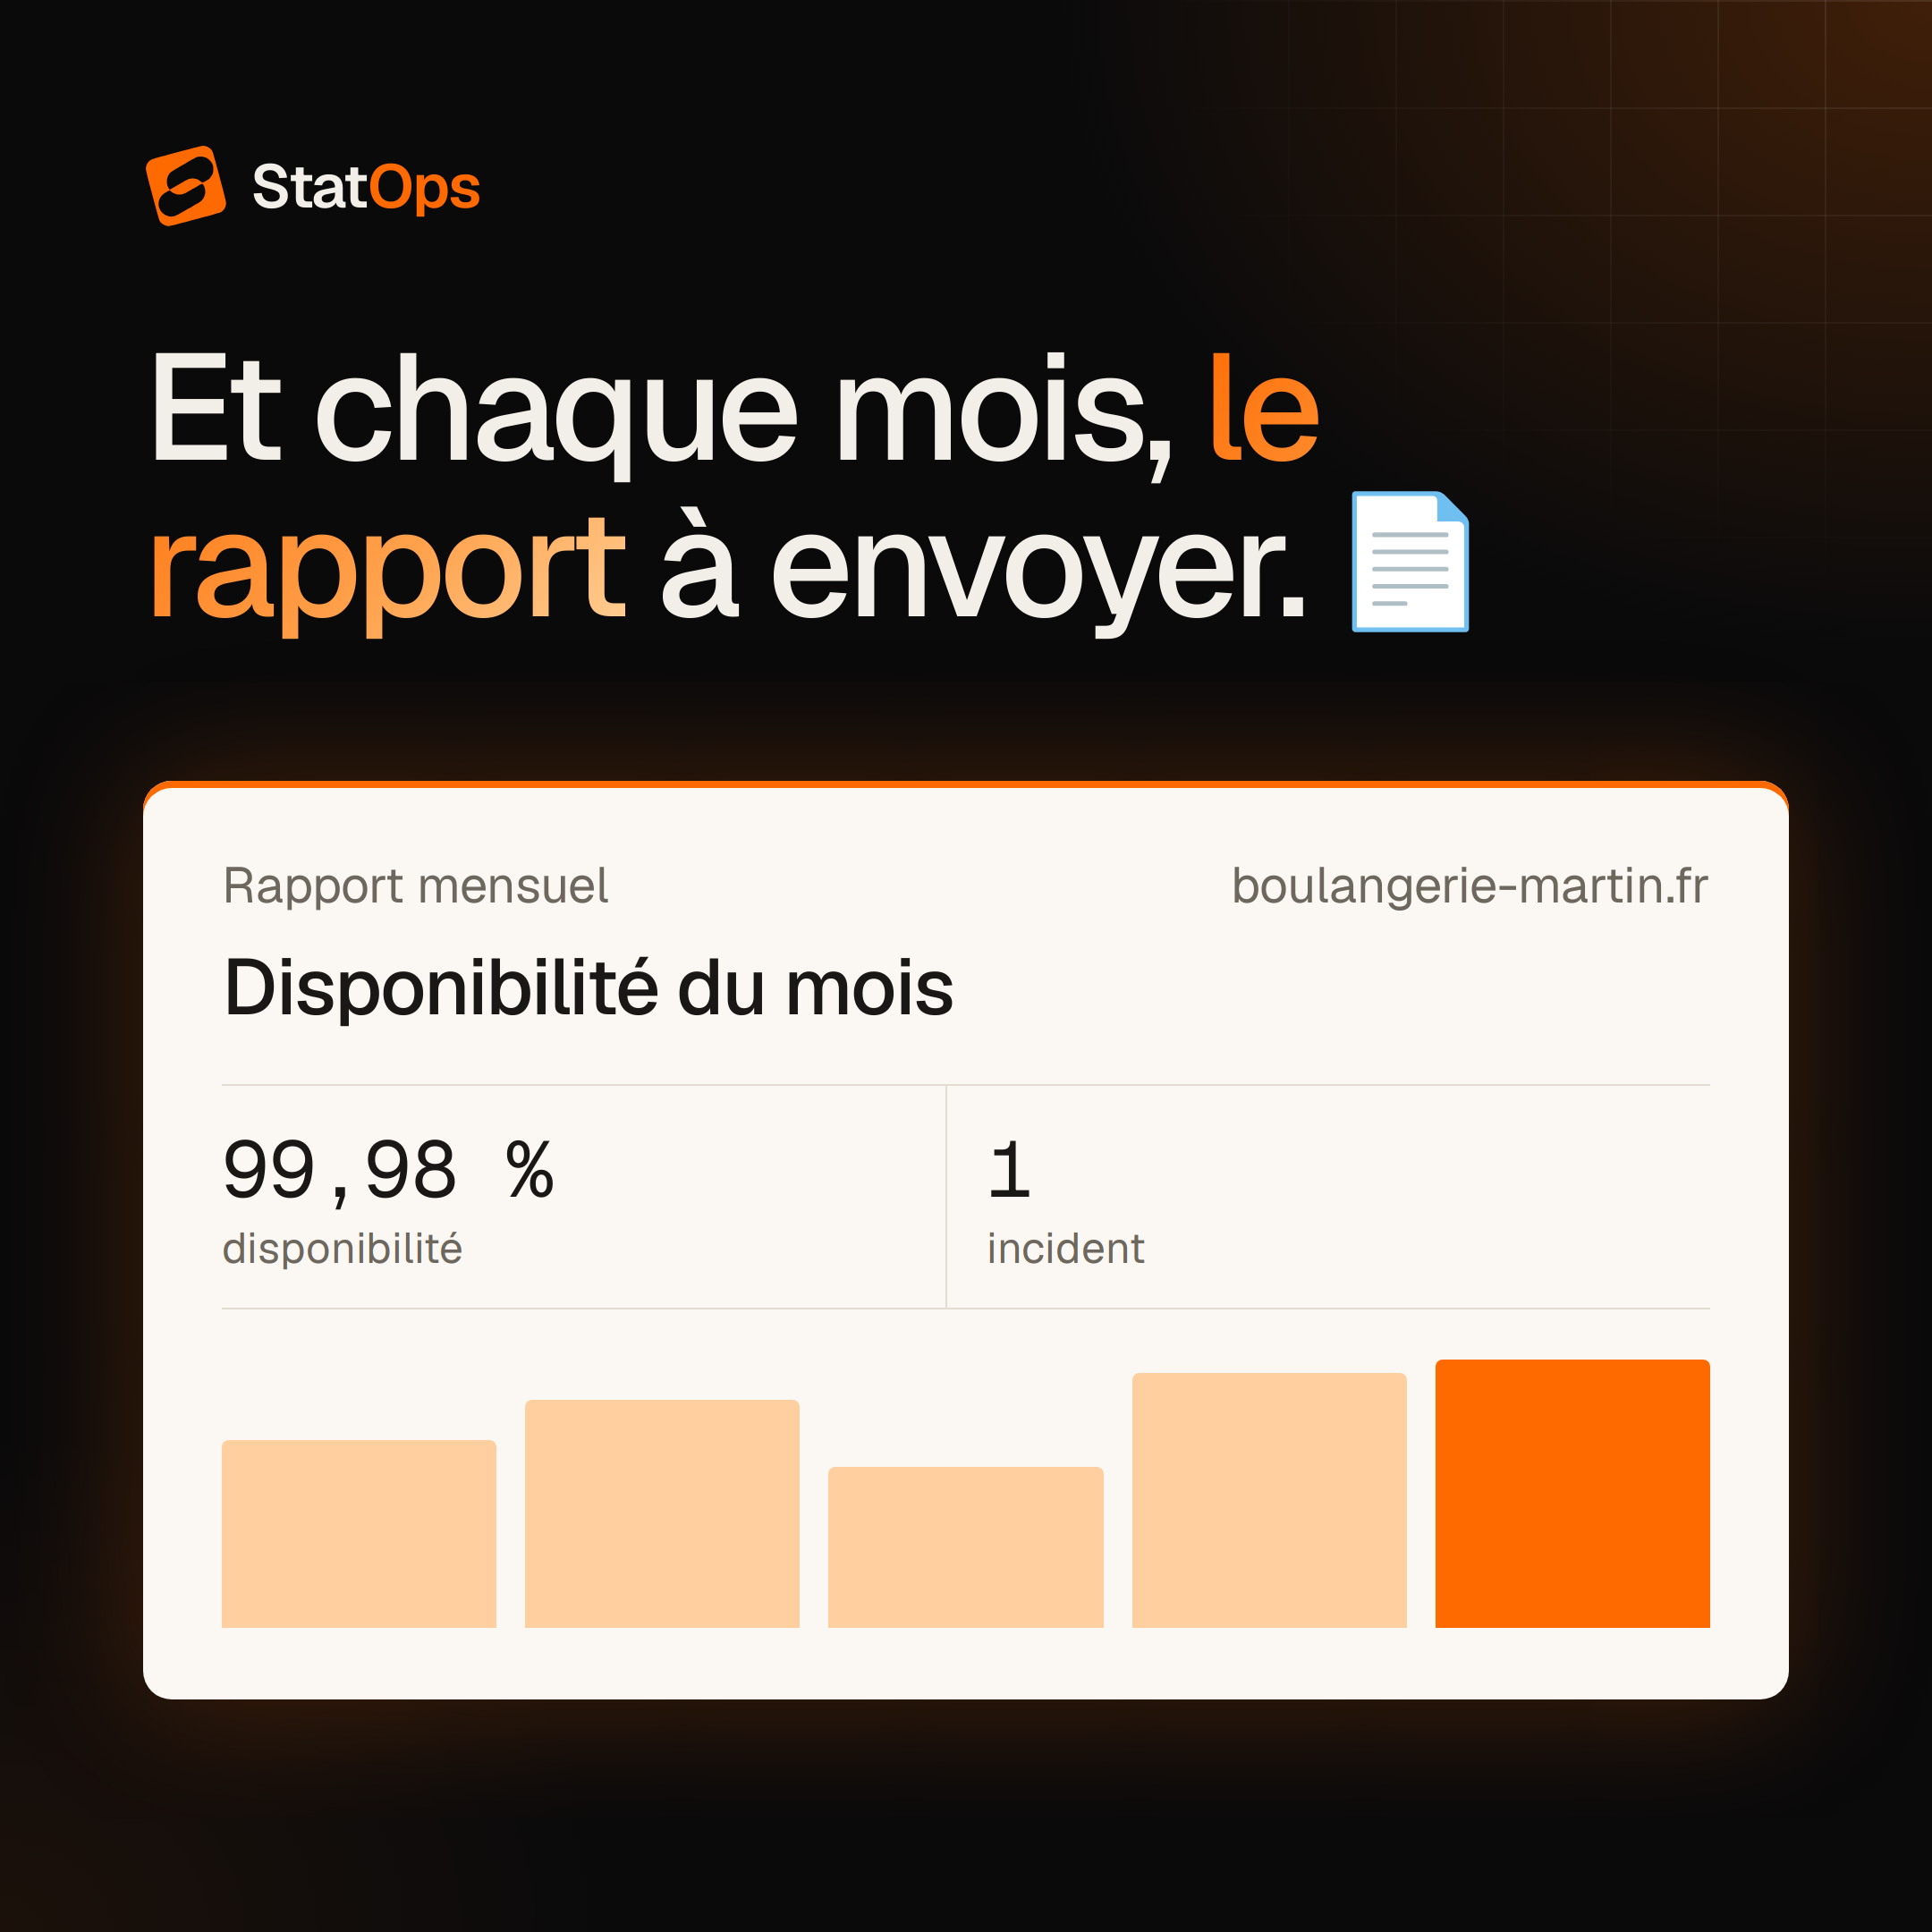 StatOps
Et chaque mois, le
rapport à envoyer. 📄
Rapport mensuel
boulangerie-martin.fr
Disponibilité du mois
99,98 %
disponibilité
1
incident